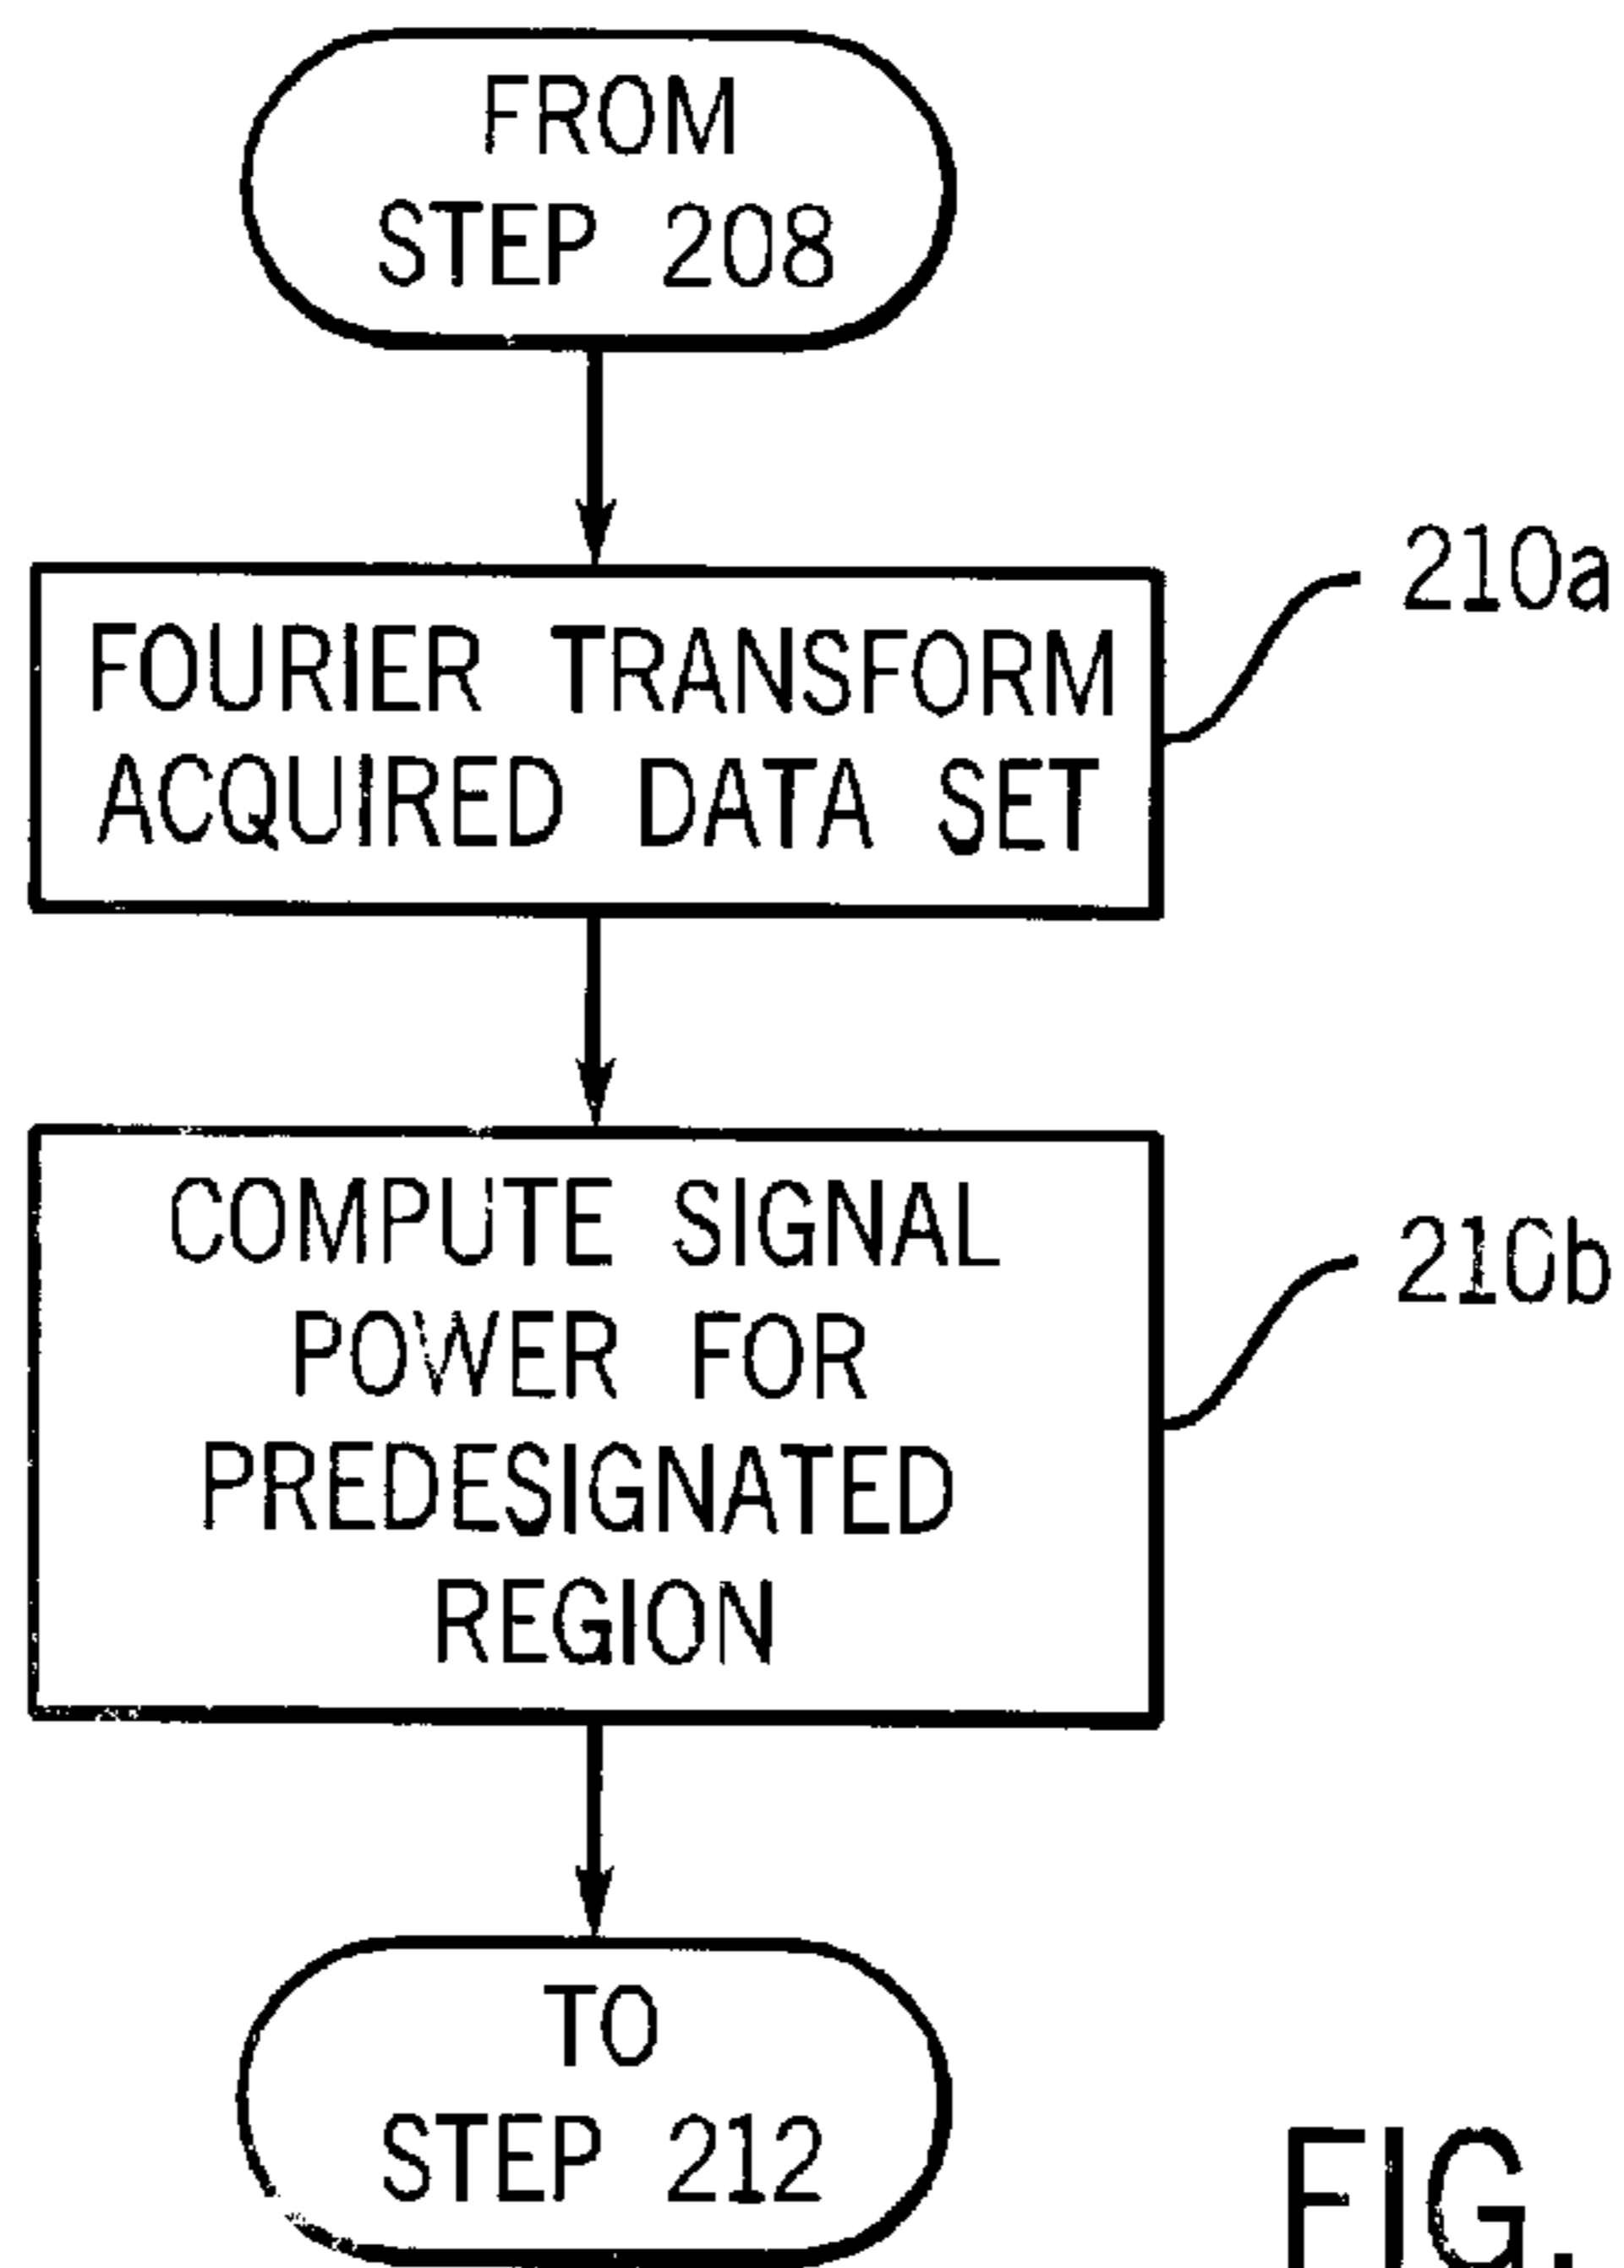 FROM
STEP 208
210a
FOURIER TRANSFORM
ACQUIRED DATA SET
COMPUTE SIGNAL
POWER FOR
PREDESIGNATED
REGION
210b
TO
STEP 212
FIG.